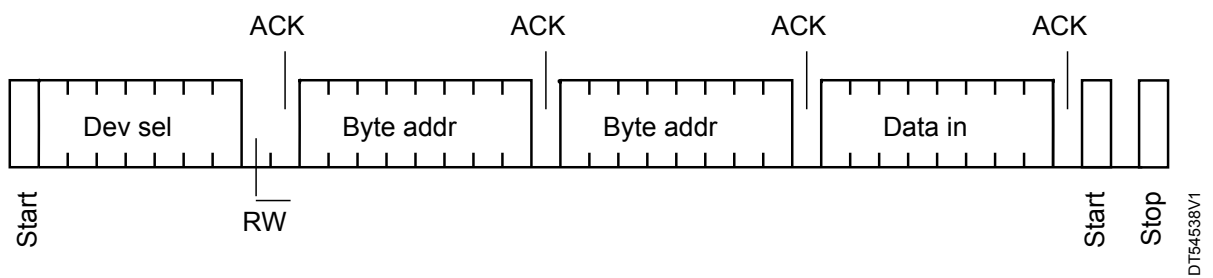 ACK ACK ACK ACK
Dev sel Byte addr Byte addr Data in
Start RW Start Stop
DT54538V1